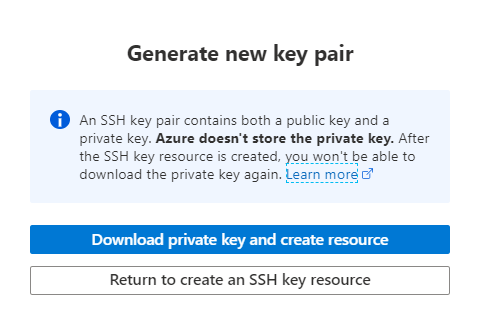 Generate new key pair
An SSH key pair contains both a public key and a
private key. Azure doesn't store the private key. After
the SSH key resource is created, you won't be able to
download the private key again. Learn more
Download private key and create resource
Return to create an SSH key resource